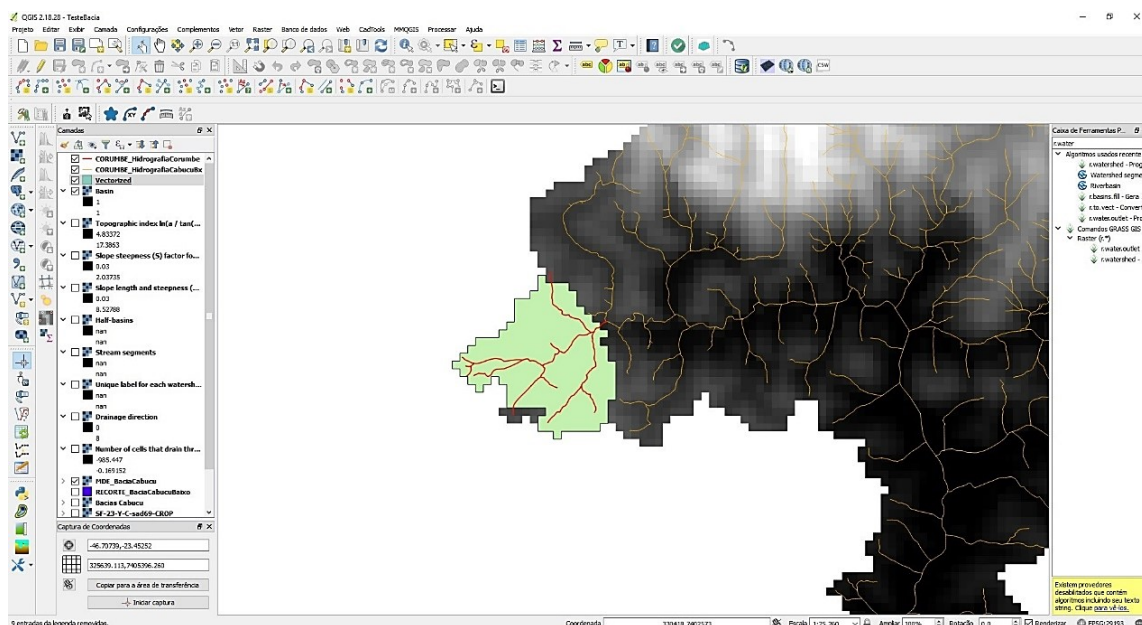 QGIS 2.18.28 - TesteBacia
Projeto Editar Exibir Camada Configurações Complementos Vetor Raster Banco de dados Web CadTools MMQGIS Processar Ajuda
Camadas
CORUMBE_HidrografiaCorumbe
CORUMBE_HidrografiaCabucuBx
Vectorized
Basin
1
1
Topographic index ln(a / tan(...
4.83372
17.3863
Slope steepness (S) factor fo...
0.03
2.03735
Slope length and steepness (...
0.03
8.52788
Half-basins
nan
nan
Stream segments
nan
nan
Unique label for each watersh...
nan
nan
Drainage direction
0
8
Number of cells that drain thr...
-985.447
-0.169152
MDE_BaciaCabucu
RECORTE_BaciaCabucuBaixo
Bacias Cabucu
SF-23-Y-C-sad69-CROP
Captura de Coordenadas
-46.70739,-23.45252
325639.113,7405396.260
Copiar para a área de transferência
Iniciar captura
9 entradas da legenda removidas.
Coordenada 330418,7402573 Escala 1:25.260 Ampliar 100% Rotação 0,0 Renderizar EPSG:29193
Caixa de Ferramentas P...
r.water
Algoritmos usados recente
r.watershed - Prog
Watershed segme
Riverbasin
r.basins.fill - Gera
r.to.vect - Convert
r.water.outlet - Pro
Comandos GRASS GIS
Raster (r.*)
r.water.outlet
r.watershed -
Existem provedores
desabilitados que contém
algoritmos incluindo seu texto
string. Clique para vê-los.